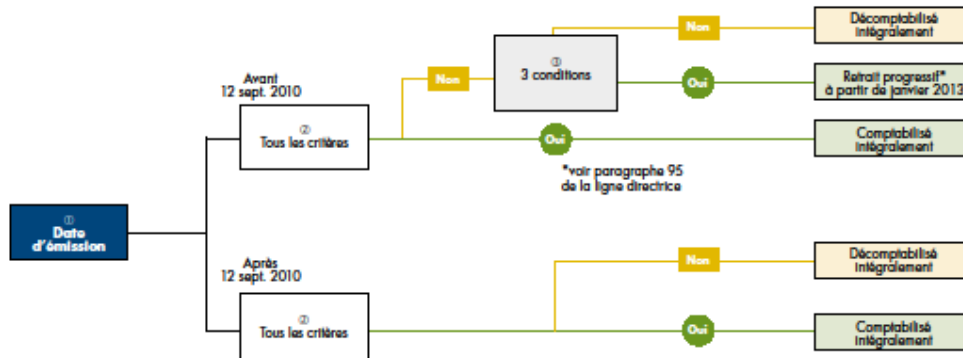 Non
Décomptabilisé
intégralement
Avant
12 sept. 2010
Non
3 conditions
Oui
Retrait progressif*
à partir de janvier 2013
②
Tous les critères
Oui
Comptabilisé
intégralement
*voir paragraphe 95
de la ligne directrice
①
Date
d'émission
Après
12 sept. 2010
Non
Décomptabilisé
intégralement
②
Tous les critères
Oui
Comptabilisé
intégralement